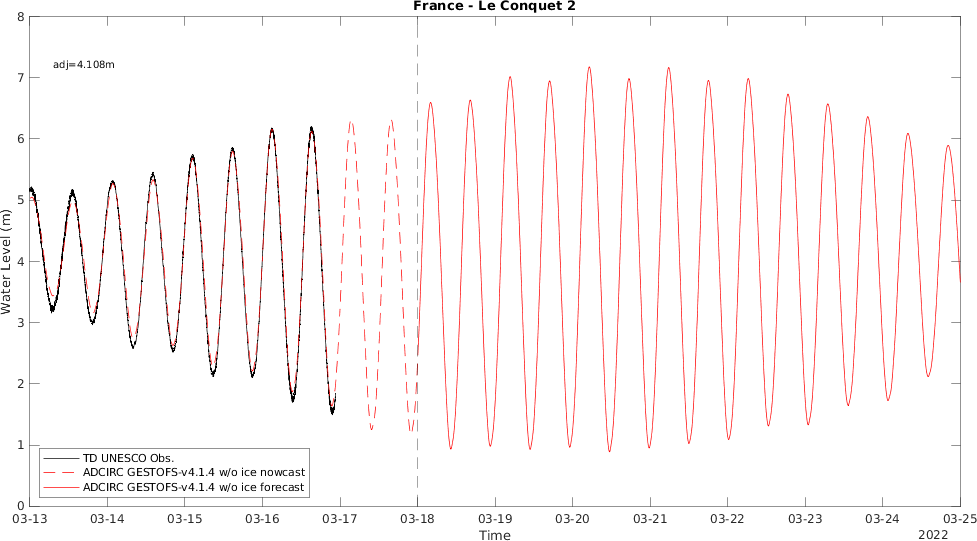 France - Le Conquet 2
adj=4.108m
8
7
6
5
4
3
2
1
0
Water Level (m)
TD UNESCO Obs.
ADCIRC GESTOFS-v4.1.4 w/o ice nowcast
ADCIRC GESTOFS-v4.1.4 w/o ice forecast
03-13 03-14 03-15 03-16 03-17 03-18 03-19 03-20 03-21 03-22 03-23 03-24 03-25
Time
2022